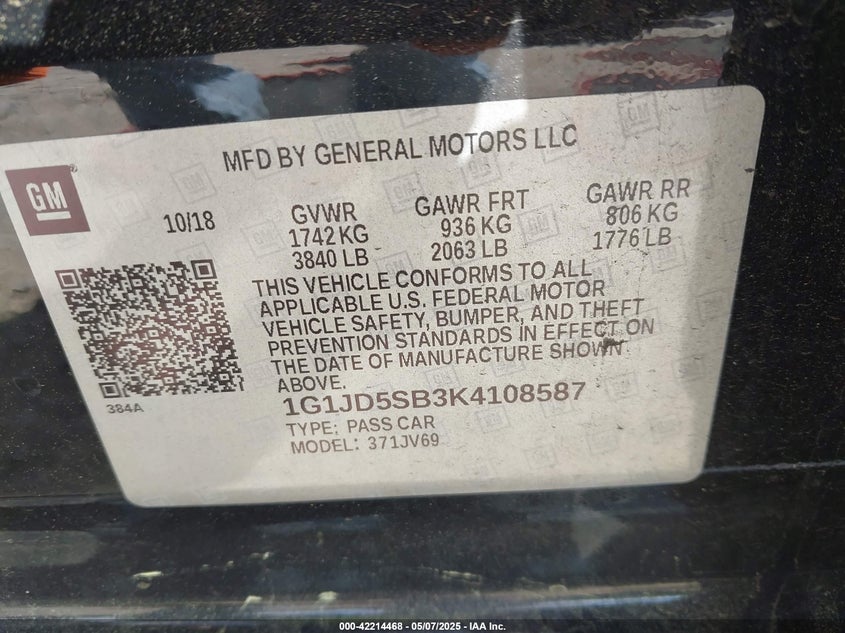 MFD BY GENERAL MOTORS LLC
GM
10/18
GVWR
1742 KG
3840 LB
GAWR FRT
936 KG
2063 LB
GAWR RR
806 KG
1776 LB
THIS VEHICLE CONFORMS TO ALL
APPLICABLE U.S. FEDERAL MOTOR
VEHICLE SAFETY, BUMPER, AND THEFT
PREVENTION STANDARDS IN EFFECT ON
THE DATE OF MANUFACTURE SHOWN
ABOVE.
384A
1G1JD5SB3K4108587
TYPE: PASS CAR
MODEL: 371JV69
000-42214468 - 05/07/2025 - IAA Inc.